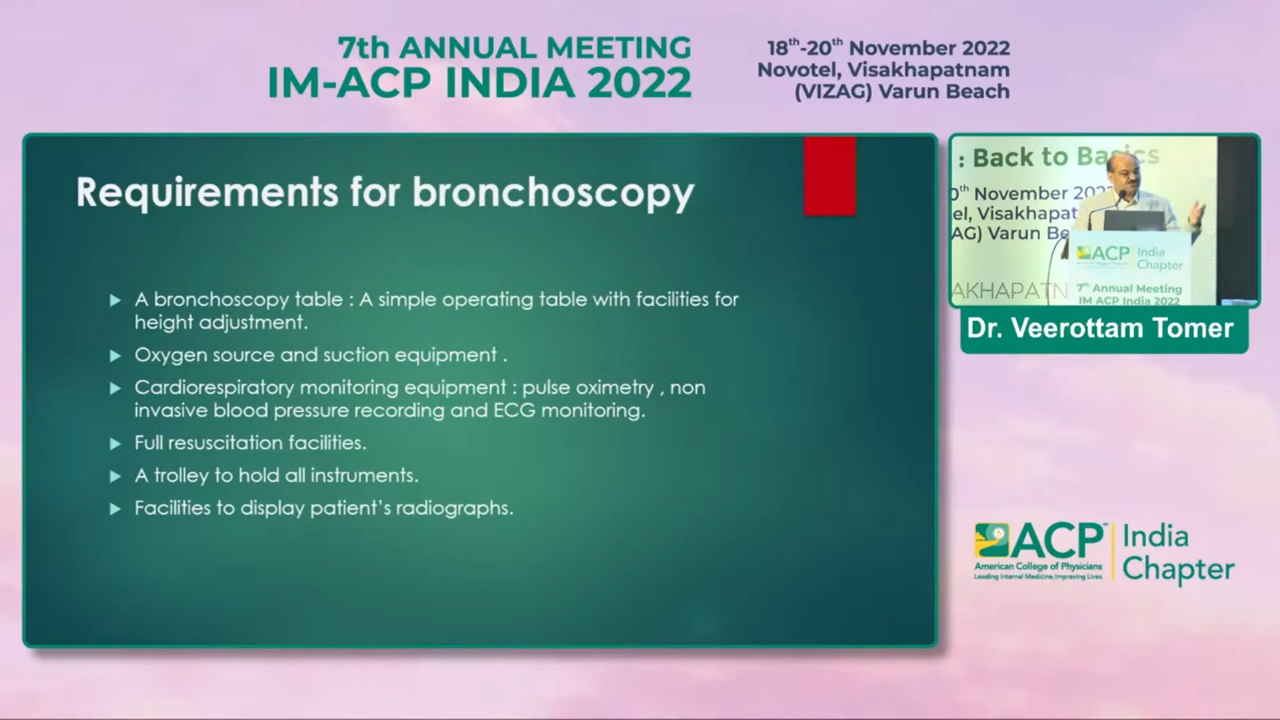 7th ANNUAL MEETING
IM-ACP INDIA 2022
18th-20th November 2022
Novotel, Visakhapatnam
(VIZAG) Varun Beach
Requirements for bronchoscopy
A bronchoscopy table : A simple operating table with facilities for
height adjustment.
Oxygen source and suction equipment .
Cardiorespiratory monitoring equipment : pulse oximetry , non
invasive blood pressure recording and ECG monitoring.
Full resuscitation facilities.
A trolley to hold all instruments.
Facilities to display patient's radiographs.
: Back to Basics
0th November 202
el, Visakhapat
AG) Varun Be
AKHAPATN
ACP India
Chapter
7th Annual Meeting
IM ACP India 2022
Dr. Veerottam Tomer
ACP India
Chapter
American College of Physicians
Leading Internal Medicine, Improving Lives